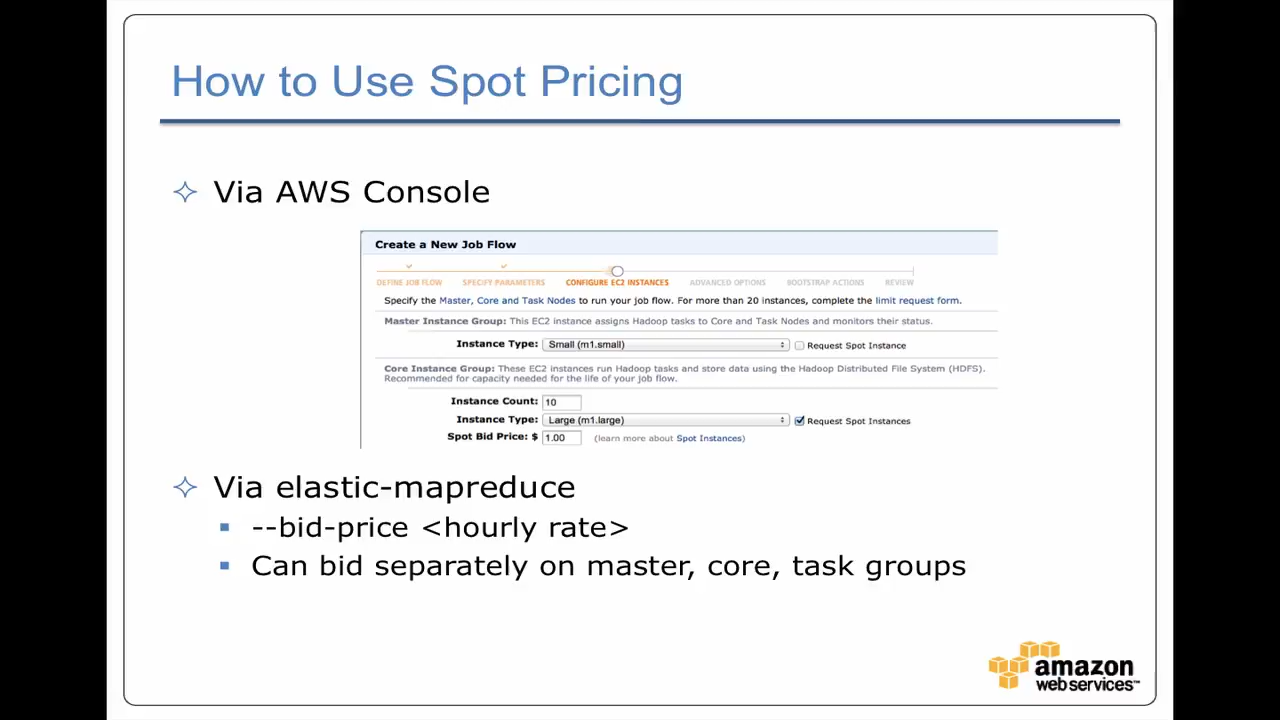 How to Use Spot Pricing
Via AWS Console
Create a New Job Flow
DEFINE JOB FLOW SPECIFY PARAMETERS CONFIGURE EC2 INSTANCES ADVANCED OPTIONS BOOTSTRAP ACTIONS REVIEW
Specify the Master, Core and Task Nodes to run your job flow. For more than 20 instances, complete the limit request form.
Master Instance Group: This EC2 instance assigns Hadoop tasks to Core and Task Nodes and monitors their status.
Instance Type: Small (m1.small) Request Spot Instance
Core Instance Group: These EC2 instances run Hadoop tasks and store data using the Hadoop Distributed File System (HDFS).
Recommended for capacity needed for the life of your job flow.
Instance Count: 10
Instance Type: Large (m1.large) Request Spot Instances
Spot Bid Price: $ 1.00 (learn more about Spot Instances)
Via elastic-mapreduce
--bid-price <hourly rate>
Can bid separately on master, core, task groups
amazon
web services™